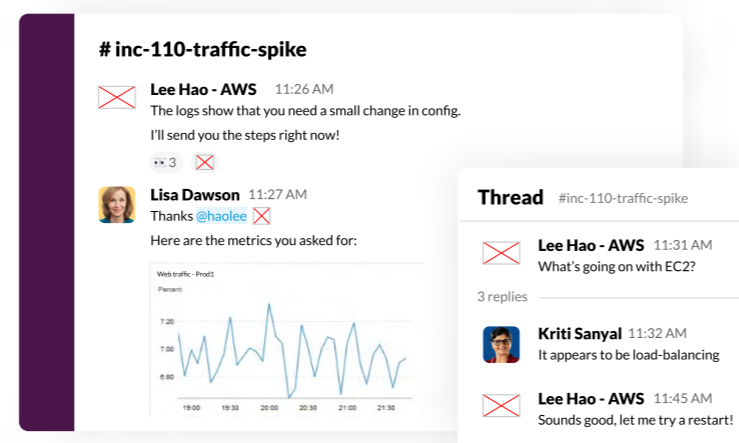 # inc-110-traffic-spike
Lee Hao - AWS 11:26 AM
The logs show that you need a small change in config.
I'll send you the steps right now!
3
Lisa Dawson 11:27 AM
Thanks @haolee
Here are the metrics you asked for:
Web traffic - Prod1
Percent
7.20
7.00
6.80
19:00 19:30 20:00 20:30 21:00 21:30
Thread #inc-110-traffic-spike
Lee Hao - AWS 11:31 AM
What's going on with EC2?
3 replies
Kriti Sanyal 11:32 AM
It appears to be load-balancing
Lee Hao - AWS 11:45 AM
Sounds good, let me try a restart!